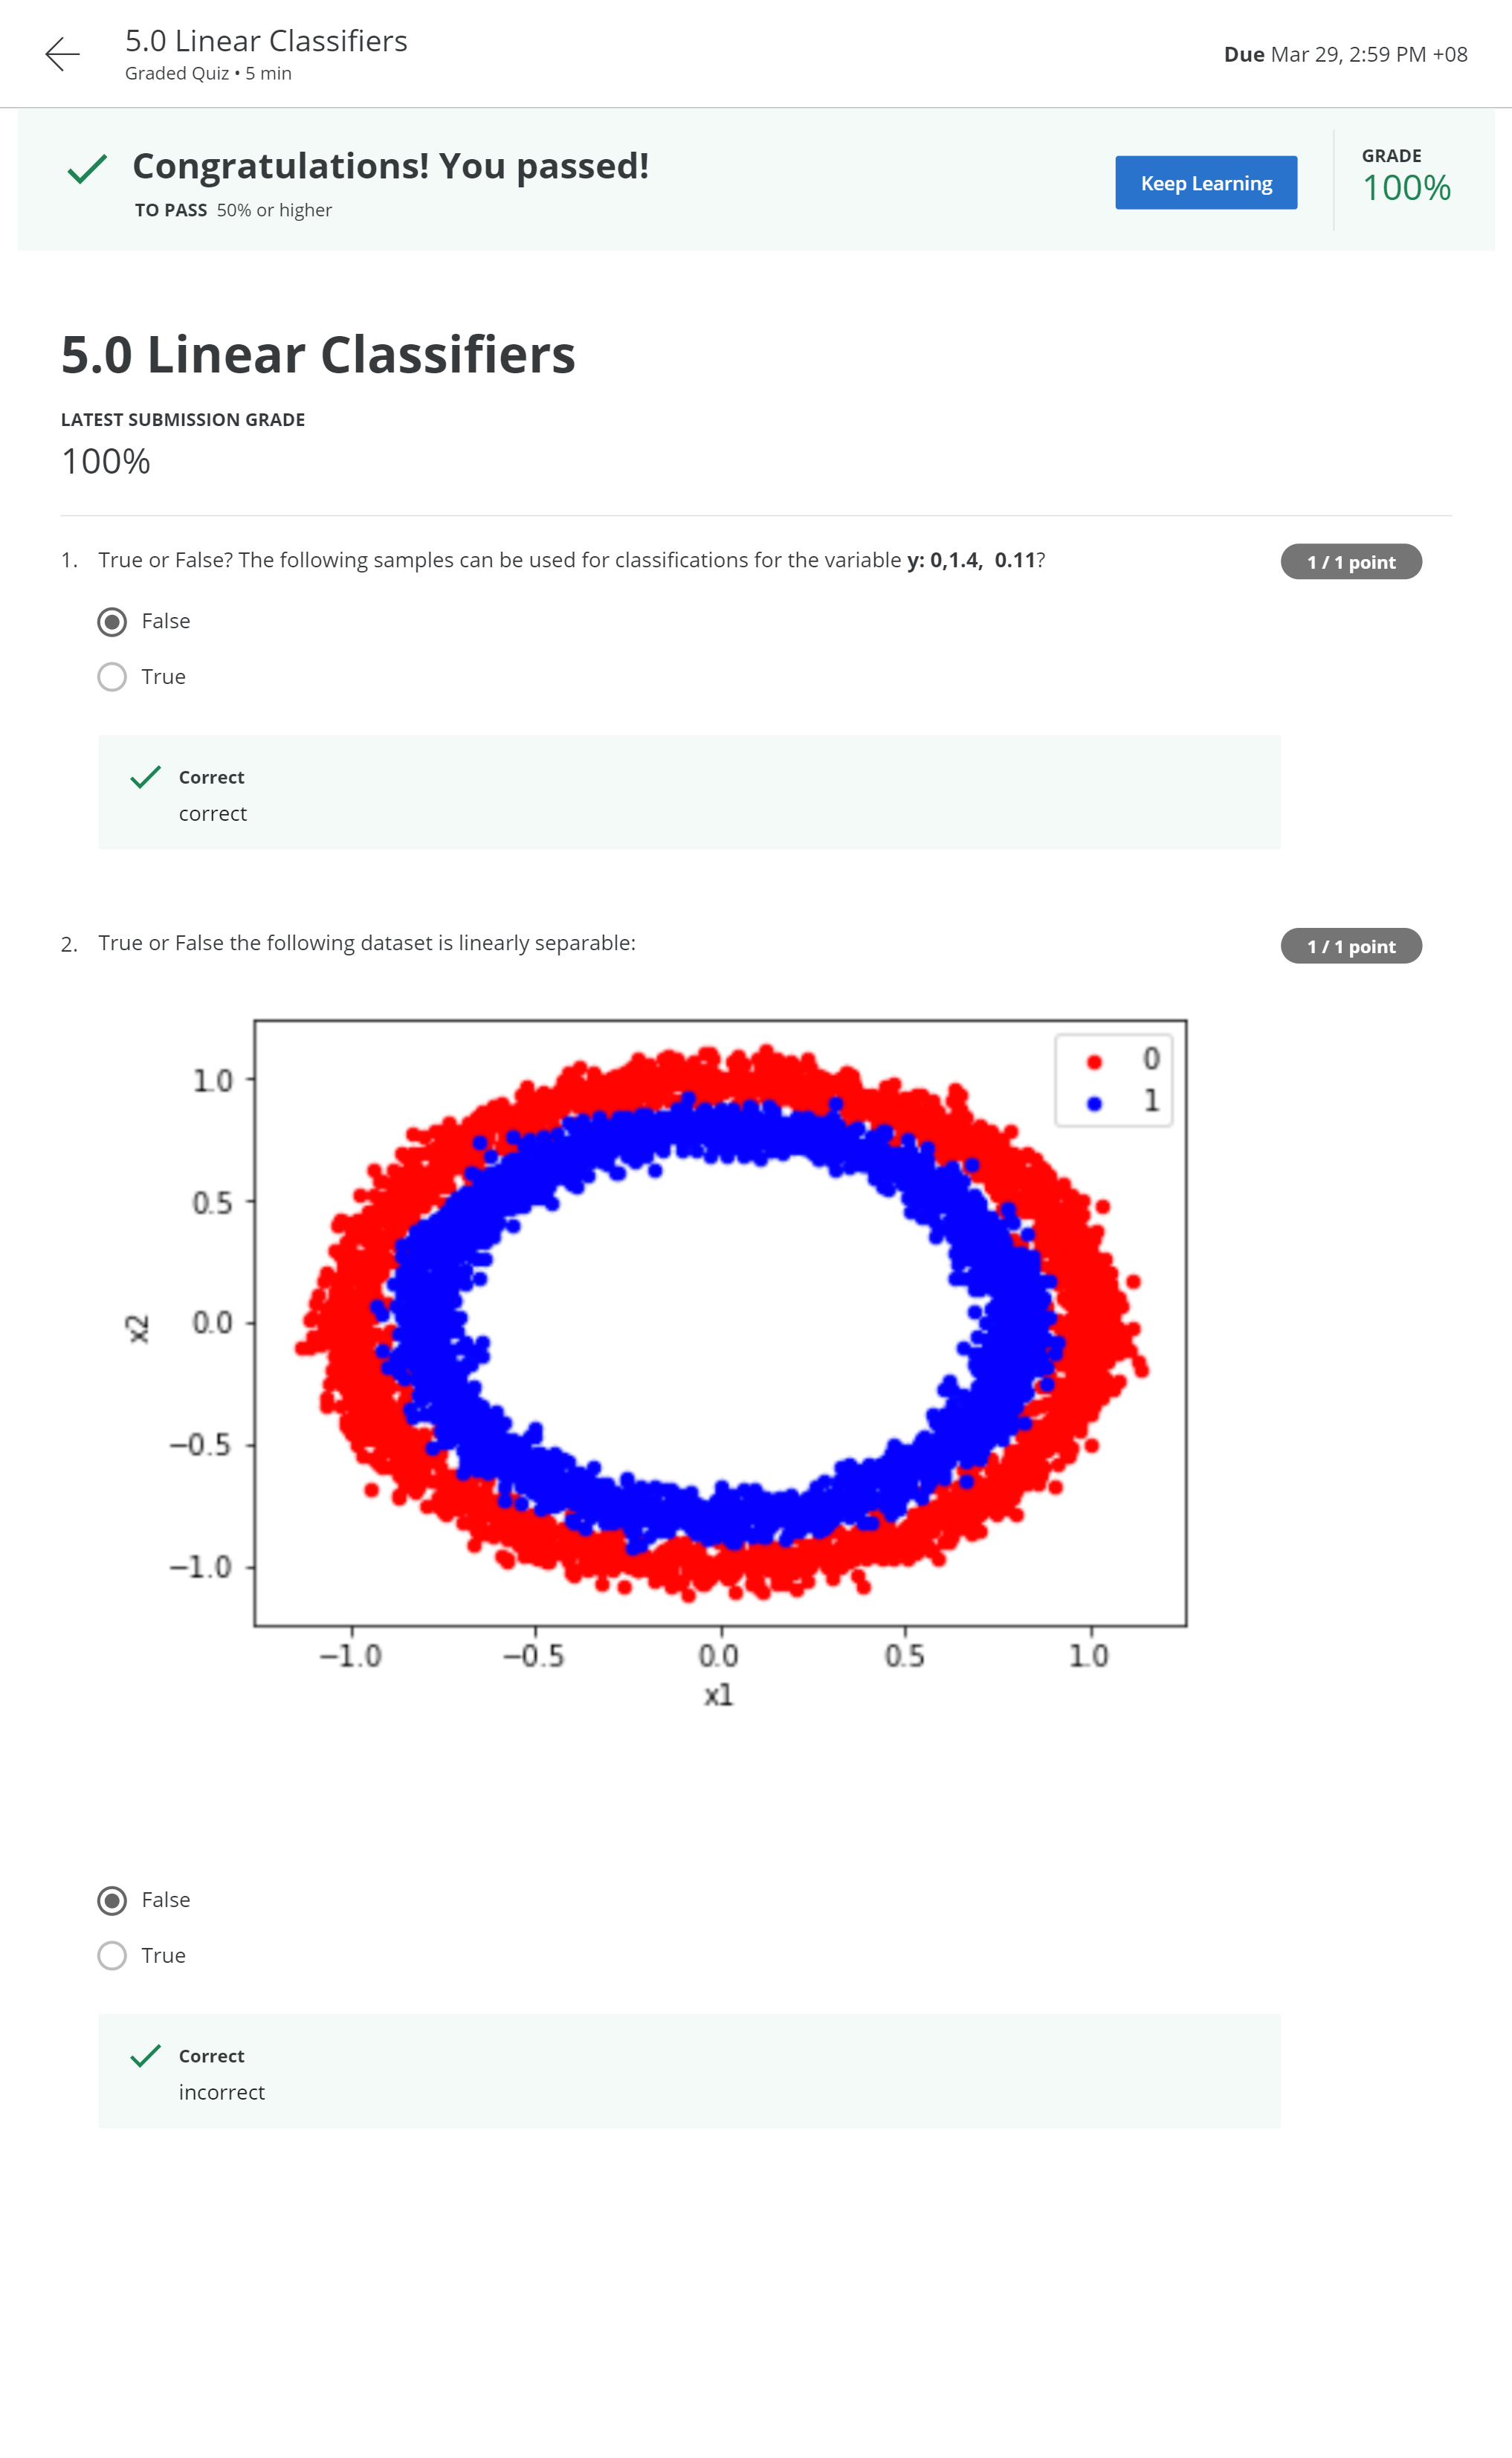 5.0 Linear Classifiers
Graded Quiz • 5 min
Due Mar 29, 2:59 PM +08
Congratulations! You passed!
TO PASS 50% or higher
Keep Learning
GRADE
100%
5.0 Linear Classifiers
LATEST SUBMISSION GRADE
100%
1. True or False? The following samples can be used for classifications for the variable y: 0,1.4,  0.11?
1 / 1 point
False
True
Correct
correct
2. True or False the following dataset is linearly separable:
1 / 1 point
0
1
1.0
0.5
0.0
−0.5
−1.0
x2
−1.0 −0.5 0.0 0.5 1.0
x1
False
True
Correct
incorrect